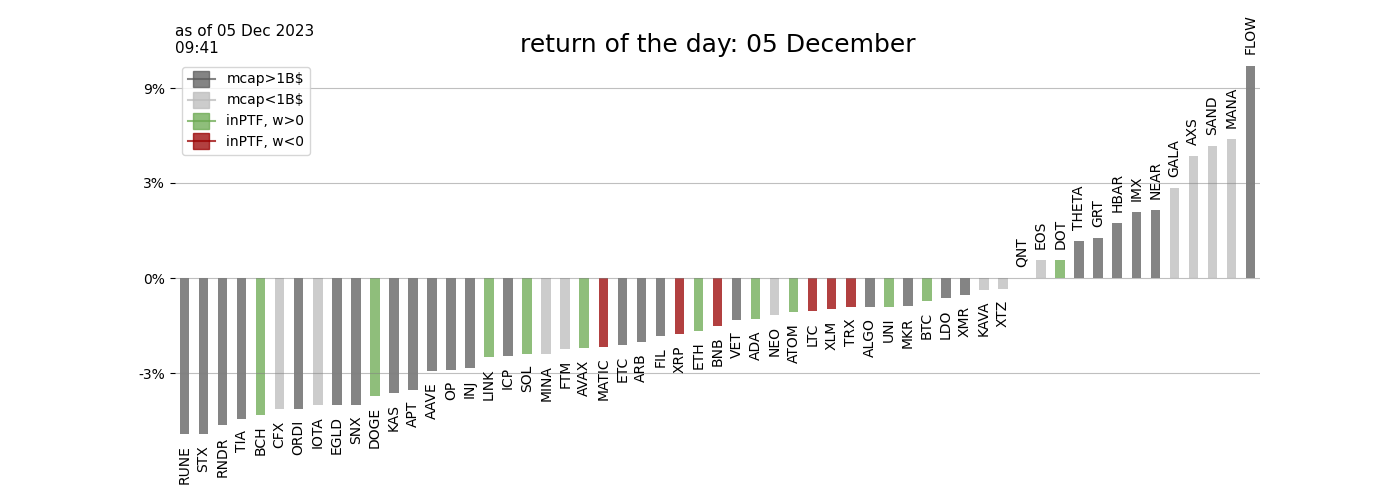 as of 05 Dec 2023
09:41
return of the day: 05 December
mcap>1B$
mcap<1B$
inPTF, w>0
inPTF, w<0
9%
3%
0%
-3%
RUNE
STX
RNDR
TIA
BCH
CFX
ORDI
IOTA
EGLD
SNX
DOGE
KAS
APT
AAVE
OP
INJ
LINK
ICP
SOL
MINA
FTM
AVAX
MATIC
ETC
ARB
FIL
XRP
ETH
BNB
VET
ADA
NEO
ATOM
LTC
XLM
TRX
ALGO
UNI
MKR
BTC
LDO
XMR
KAVA
XTZ
QNT
EOS
DOT
THETA
GRT
HBAR
IMX
NEAR
GALA
AXS
SAND
MANA
FLOW